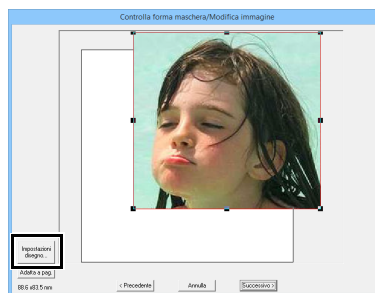 Controlla forma maschera/Modifica immagine
Impostazioni
disegno...
Adatta a pag.
88.6 x83.5 mm
< Precedente
Annulla
Successivo >